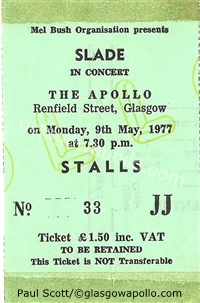 Mel Bush Organisation presents
SLADE
IN CONCERT
THE APOLLO
Renfield Street, Glasgow
on Monday, 9th May, 1977
at 7.30 p.m.
STALLS
No 33 JJ
Ticket £1.50 inc. VAT
TO BE RETAINED
This Ticket is NOT Transferable
Paul Scott/©glasgowapollo.com